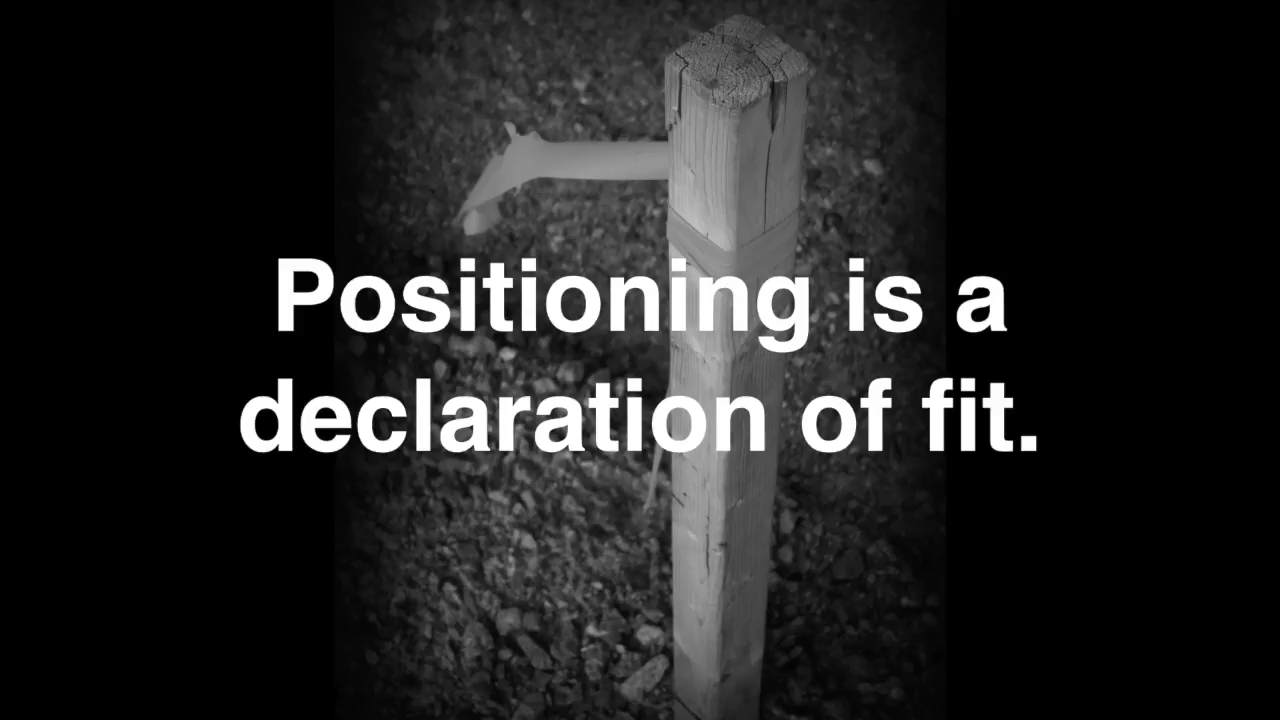 Positioning is a
declaration of fit.